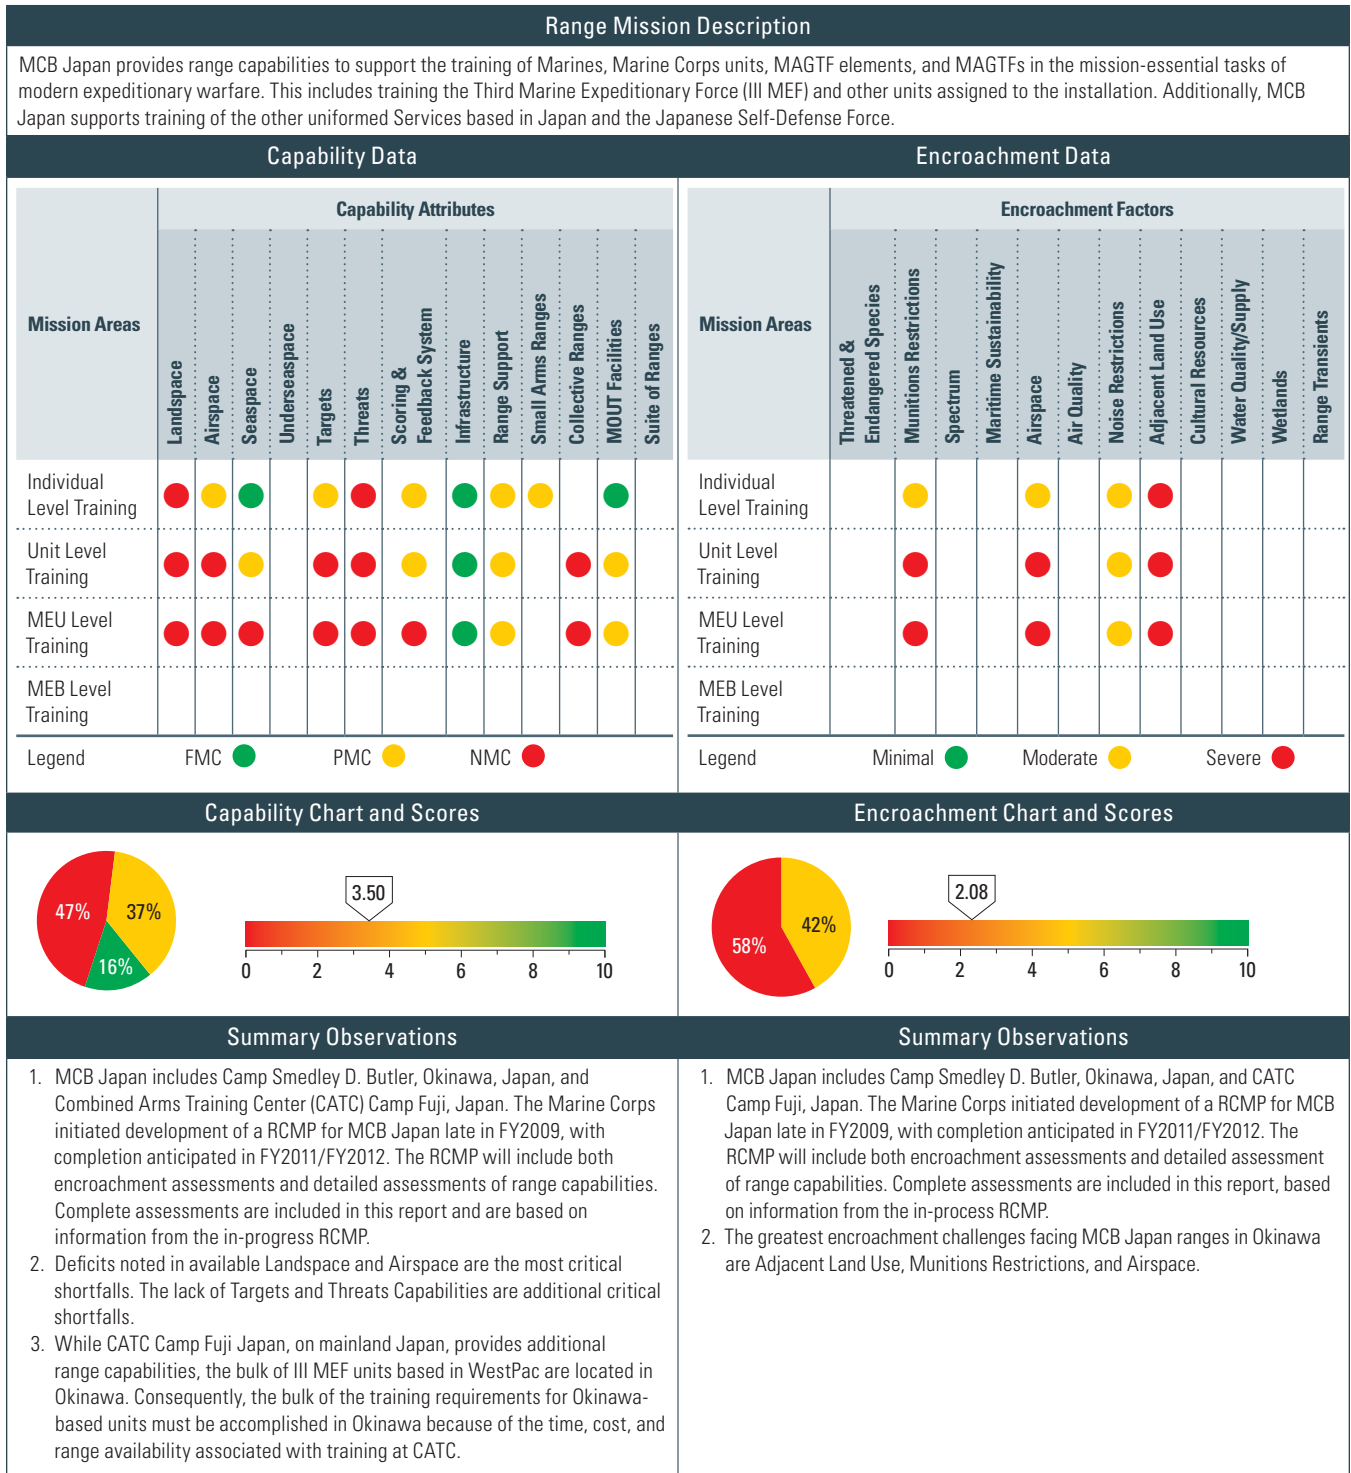 Range Mission Description
MCB Japan provides range capabilities to support the training of Marines, Marine Corps units, MAGTF elements, and MAGTFs in the mission-essential tasks of
modern expeditionary warfare. This includes training the Third Marine Expeditionary Force (III MEF) and other units assigned to the installation. Additionally, MCB
Japan supports training of the other uniformed Services based in Japan and the Japanese Self-Defense Force.
Capability Data
Mission Areas
Capability Attributes
Landspace
Airspace
Seaspace
Underseaspace
Targets
Threats
Scoring &
Feedback System
Infrastructure
Range Support
Small Arms Ranges
Collective Ranges
MOUT Facilities
Suite of Ranges
Individual
Level Training
Unit Level
Training
MEU Level
Training
MEB Level
Training
Legend
FMC
PMC
NMC
Encroachment Data
Mission Areas
Encroachment Factors
Threatened &
Endangered Species
Munitions Restrictions
Spectrum
Maritime Sustainability
Airspace
Air Quality
Noise Restrictions
Adjacent Land Use
Cultural Resources
Water Quality/Supply
Wetlands
Range Transients
Individual
Level Training
Unit Level
Training
MEU Level
Training
MEB Level
Training
Legend
Minimal
Moderate
Severe
Capability Chart and Scores
47%
37%
16%
3.50
0 2 4 6 8 10
Encroachment Chart and Scores
42%
58%
2.08
0 2 4 6 8 10
Summary Observations
1. MCB Japan includes Camp Smedley D. Butler, Okinawa, Japan, and
Combined Arms Training Center (CATC) Camp Fuji, Japan. The Marine Corps
initiated development of a RCMP for MCB Japan late in FY2009, with
completion anticipated in FY2011/FY2012. The RCMP will include both
encroachment assessments and detailed assessments of range capabilities.
Complete assessments are included in this report and are based on
information from the in-progress RCMP.
2. Deficits noted in available Landspace and Airspace are the most critical
shortfalls. The lack of Targets and Threats Capabilities are additional critical
shortfalls.
3. While CATC Camp Fuji Japan, on mainland Japan, provides additional
range capabilities, the bulk of III MEF units based in WestPac are located in
Okinawa. Consequently, the bulk of the training requirements for Okinawa-
based units must be accomplished in Okinawa because of the time, cost, and
range availability associated with training at CATC.
Summary Observations
1. MCB Japan includes Camp Smedley D. Butler, Okinawa, Japan, and CATC
Camp Fuji, Japan. The Marine Corps initiated development of a RCMP for MCB
Japan late in FY2009, with completion anticipated in FY2011/FY2012. The
RCMP will include both encroachment assessments and detailed assessment
of range capabilities. Complete assessments are included in this report, based
on information from the in-process RCMP.
2. The greatest encroachment challenges facing MCB Japan ranges in Okinawa
are Adjacent Land Use, Munitions Restrictions, and Airspace.